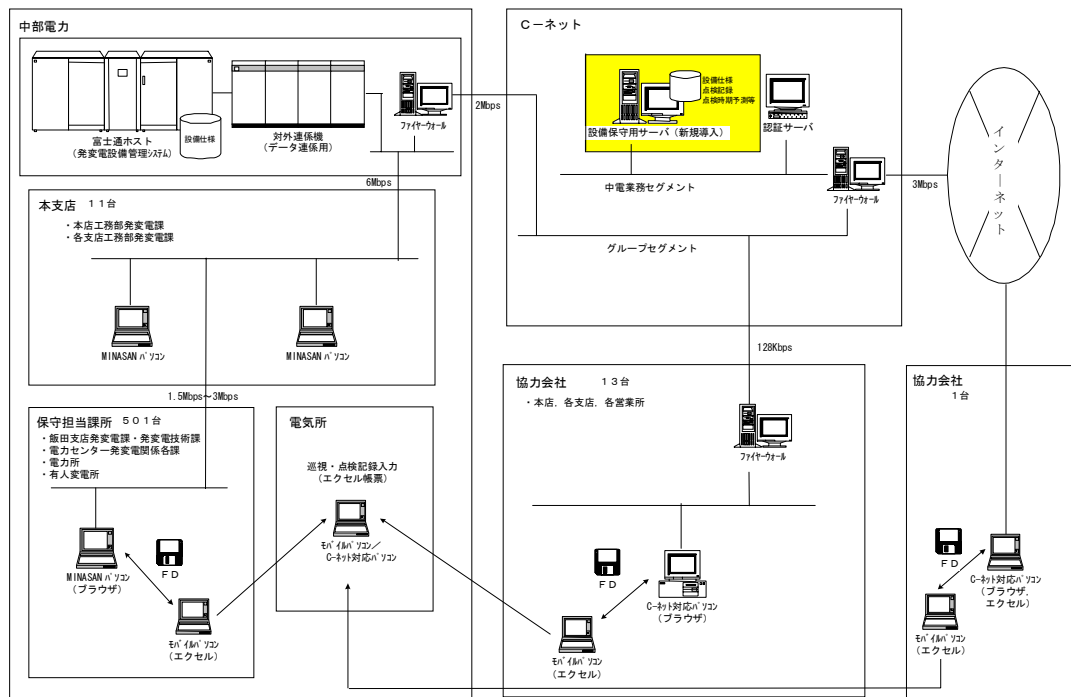 中部電力
富士通ホスト
(発変電設備管理システム)
設備仕様
対外連係機
(データ連係用)
ファイヤーウォール
2Mbps
6Mbps
C－ネット
設備仕様
点検記録
点検時期予測等
設備保守用サーバ（新規導入）
認証サーバ
中電業務セグメント
ファイヤーウォール
3Mbps
グループセグメント
インターネット
本支店 １１台
・本店工務部発変電課
・各支店工務部発変電課
MINASANパソコン
MINASANパソコン
1.5Mbps～3Mbps
128Kbps
保守担当課所 ５０１台
・飯田支店発変電課・発変電技術課
・電力センター発変電関係各課
・電力所
・有人変電所
MINASANパソコン
(ブラウザ)
ＦＤ
モバイルパソコン
(エクセル)
電気所
巡視・点検記録入力
(エクセル帳票)
モバイルパソコン／
C-ネット対応パソコン
協力会社 １３台
・本店，各支店，各営業所
ファイヤーウォール
ＦＤ
C-ネット対応パソコン
(ブラウザ)
モバイルパソコン
(エクセル)
協力会社
1台
ＦＤ
C-ネット対応パソコン
(ブラウザ，
エクセル)
モバイルパソコン
(エクセル)